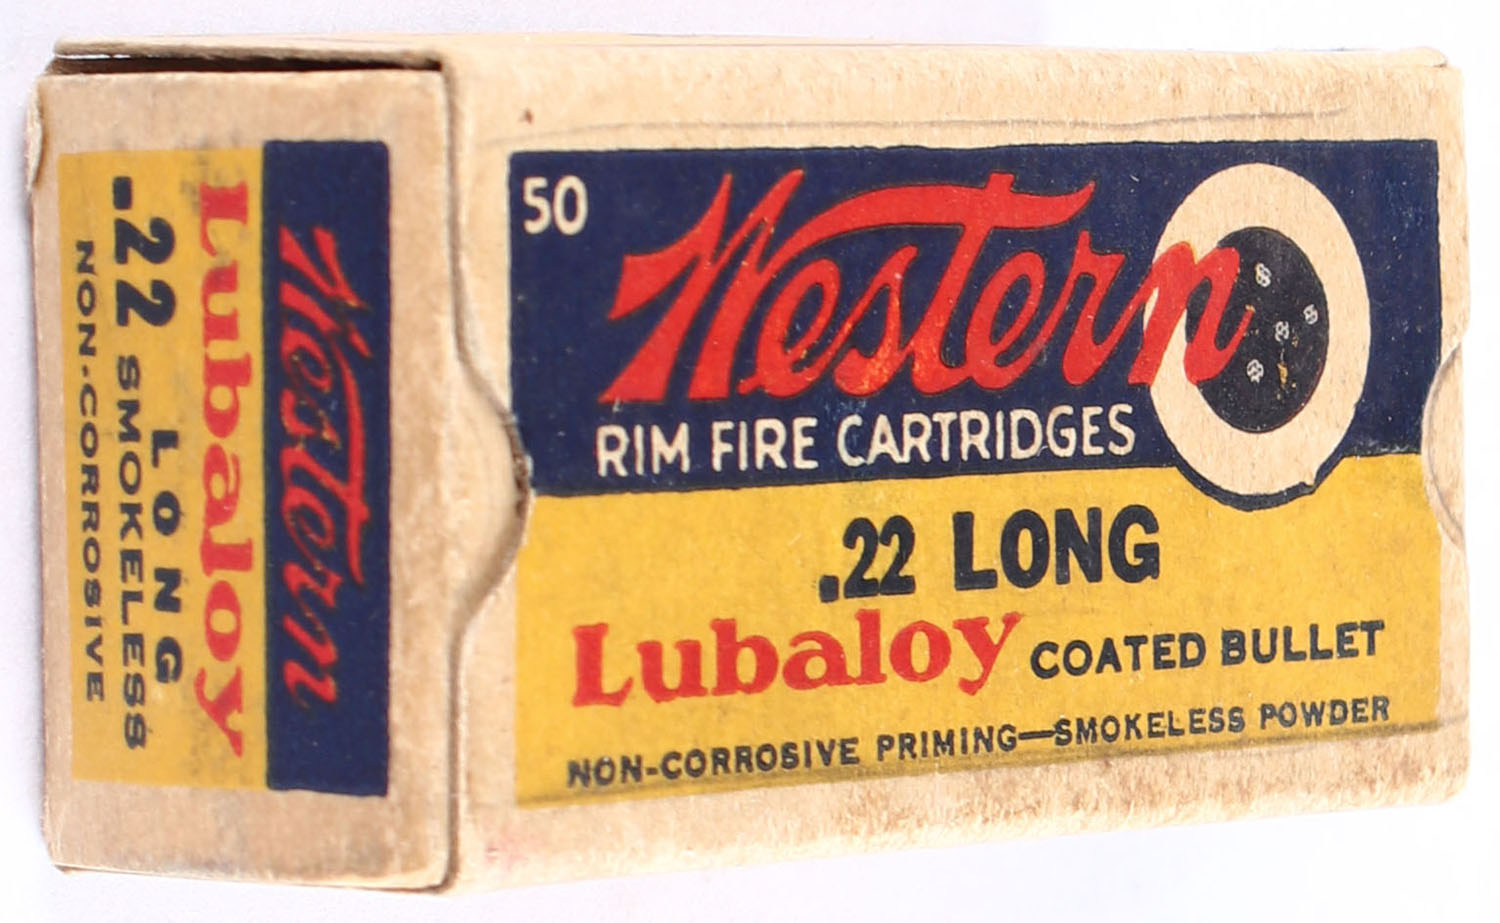 50
Western
RIM FIRE CARTRIDGES
.22 LONG
Lubaloy COATED BULLET
NON-CORROSIVE PRIMING—SMOKELESS POWDER
Western
Lubaloy
.22 LONG
SMOKELESS
NON-CORROSIVE